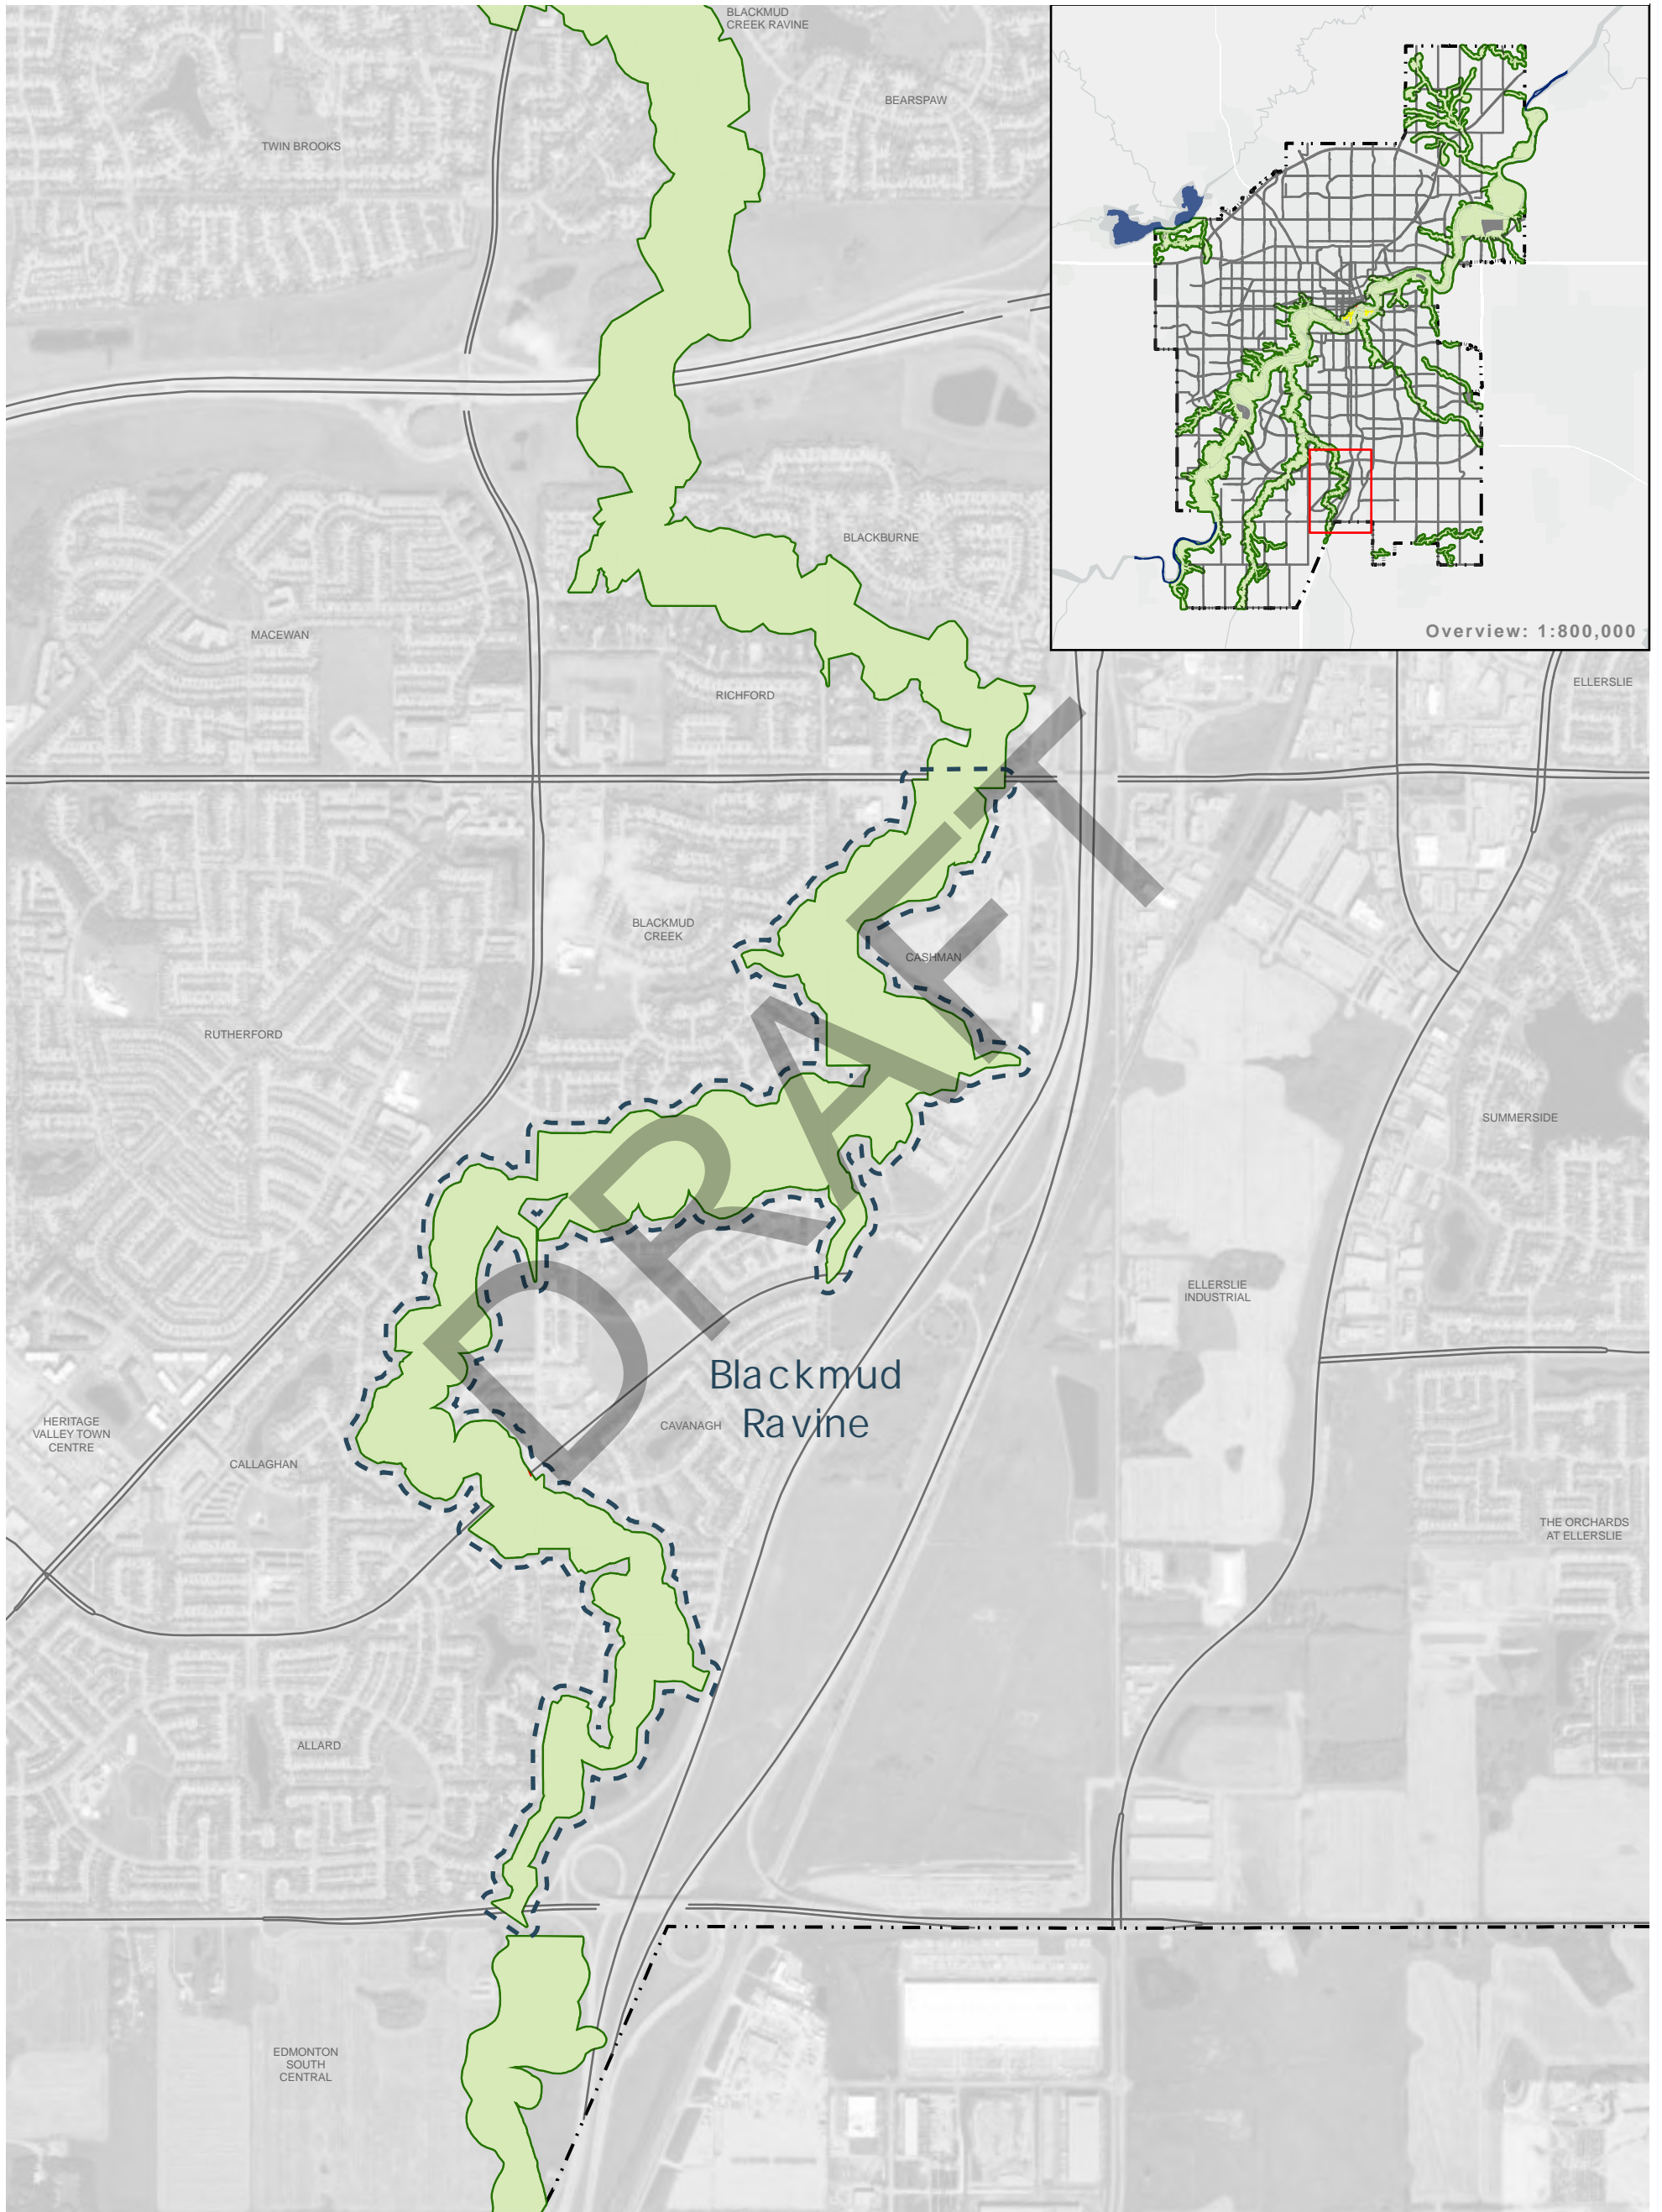 BLACKMUD
CREEK RAVINE
BEARSPAW
TWIN BROOKS
Overview: 1:800,000
BLACKBURNE
MACEWAN
RICHFORD
ELLERSLIE
BLACKMUD
CREEK
CASHMAN
RUTHERFORD
SUMMERSIDE
DRAFT
ELLERSLIE
INDUSTRIAL
Blackmud
Ravine
HERITAGE
VALLEY TOWN
CENTRE
CAVANAGH
CALLAGHAN
THE ORCHARDS
AT ELLERSLIE
ALLARD
EDMONTON
SOUTH
CENTRAL